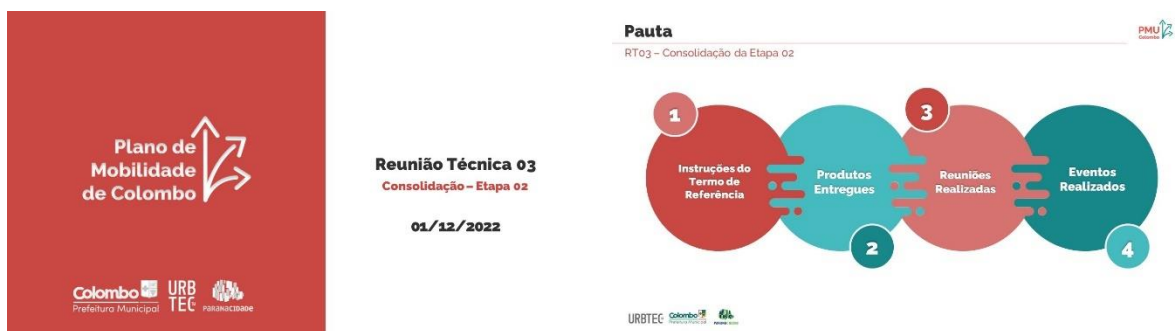 Plano de
Mobilidade
de Colombo
Colombo
Prefeitura Municipal
URB
TEC
PARANACIDADE
Reunião Técnica 03
Consolidação – Etapa 02
01/12/2022
Pauta
RT03 – Consolidação da Etapa 02
PMU
Colombo
1
Instruções do
Termo de
Referência
Produtos
Entregues
2
3
Reuniões
Realizadas
Eventos
Realizados
4
URBTEC
Colombo